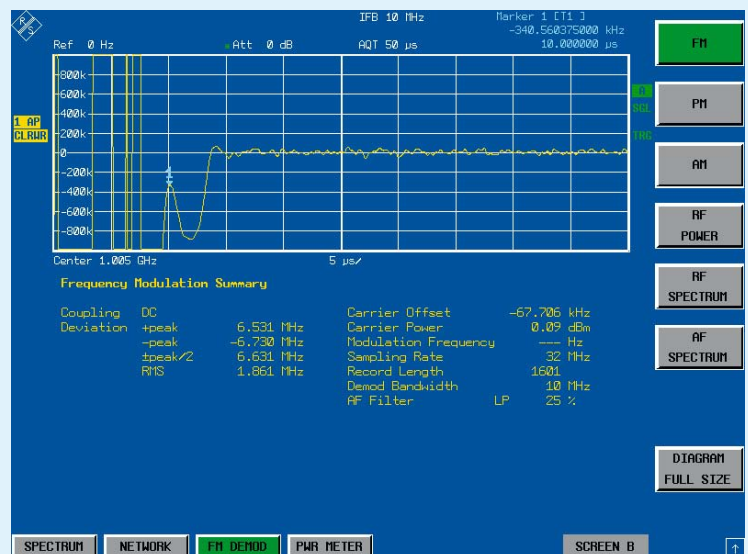 IFB 10 MHz Marker 1 [T1 ]
-340.560375000 kHz
Ref 0 Hz Att 0 dB AQT 50 µs 10.000000 µs
FM
800k
600k
400k
200k
0
-200k
-400k
-600k
-800k
1 AP
CLRWR
1
A
SGL
TRG
Center 1.005 GHz 5 µs/
PM
AM
RF
POWER
RF
SPECTRUM
AF
SPECTRUM
DIAGRAM
FULL SIZE
Frequency Modulation Summary
Coupling DC Carrier Offset -67.706 kHz
Deviation +peak 6.531 MHz Carrier Power 0.09 dBm
-peak -6.730 MHz Modulation Frequency --- Hz
±peak/2 6.631 MHz Sampling Rate 32 MHz
RMS 1.861 MHz Record Length 1601
Demod Bandwidth 10 MHz
AF Filter LP 25 %
SPECTRUM NETWORK FM DEMOD PWR METER SCREEN B